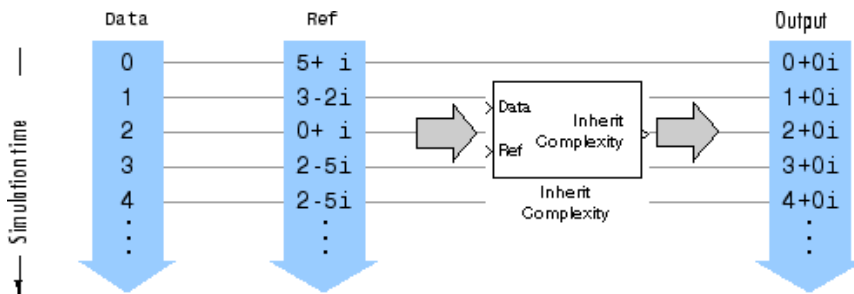 Data Ref Output
0 5+ i 0+0i
1 3-2i 1+0i
2 0+ i 2+0i
3 2-5i 3+0i
4 2-5i 4+0i
Data
Ref
Inherit
Complexity
Inherit
Complexity
Simulation time